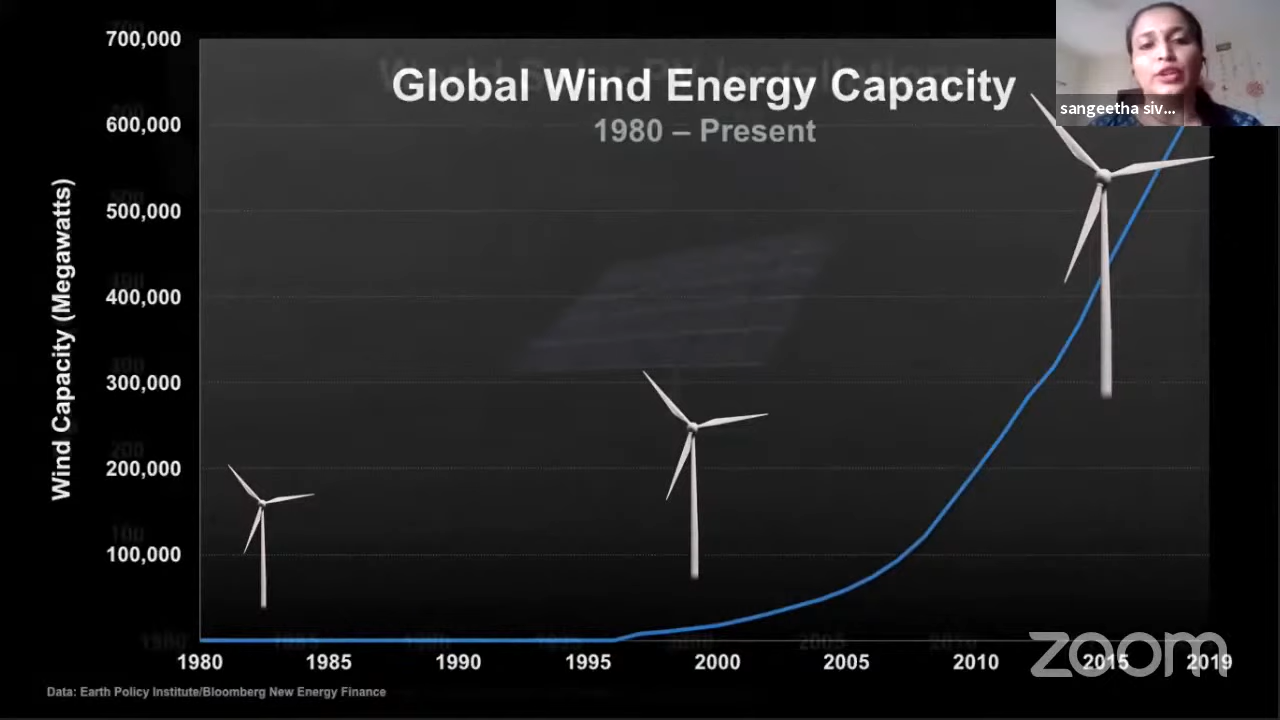 Global Wind Energy Capacity
1980 – Present
sangeetha siv...
Wind Capacity (Megawatts)
700,000
600,000
500,000
400,000
300,000
200,000
100,000
1980 1985 1990 1995 2000 2005 2010 2015 2019
zoom
Data: Earth Policy Institute/Bloomberg New Energy Finance